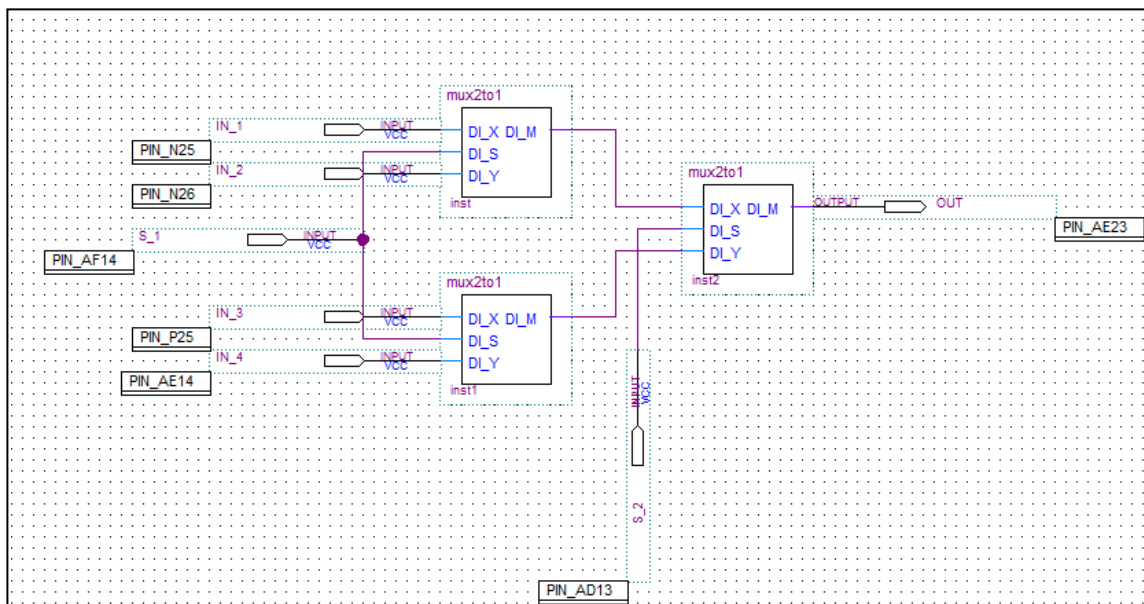 mux2to1
IN_1
INPUT
VCC
DI_X DI_M
PIN_N25
DI_S
IN_2
INPUT
VCC
DI_Y
PIN_N26
inst
mux2to1
DI_X DI_M
OUTPUT
OUT
DI_S
PIN_AE23
DI_Y
inst2
S_1
INPUT
VCC
PIN_AF14
mux2to1
IN_3
INPUT
VCC
DI_X DI_M
PIN_P25
DI_S
IN_4
INPUT
VCC
DI_Y
PIN_AE14
inst1
INPUT
VCC
S_2
PIN_AD13